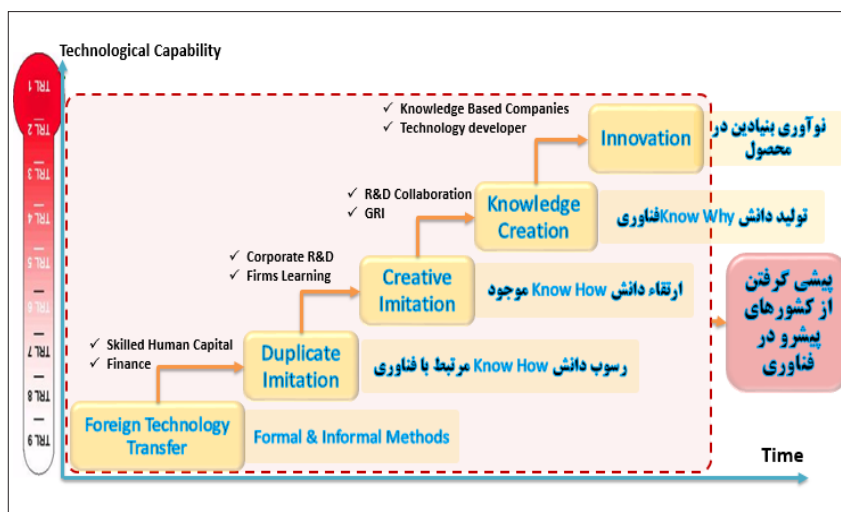 Technological Capability
TRL 1
TRL 2
TRL 3
TRL 4
TRL 5
TRL 6
TRL 7
TRL 8
TRL 9
✓ Knowledge Based Companies
✓ Technology developer
Innovation
نوآوری بنیادین در
محصول
✓ R&D Collaboration
✓ GRI
Knowledge
Creation
تولید دانش Know Why فناوری
✓ Corporate R&D
✓ Firms Learning
Creative
Imitation
ارتقاء دانش Know How موجود
پیشی گرفتن
از کشورهای
پیشرو در
فناوری
✓ Skilled Human Capital
✓ Finance
Duplicate
Imitation
رسوب دانش Know How مرتبط با فناوری
Foreign Technology
Transfer
Formal & Informal Methods
Time